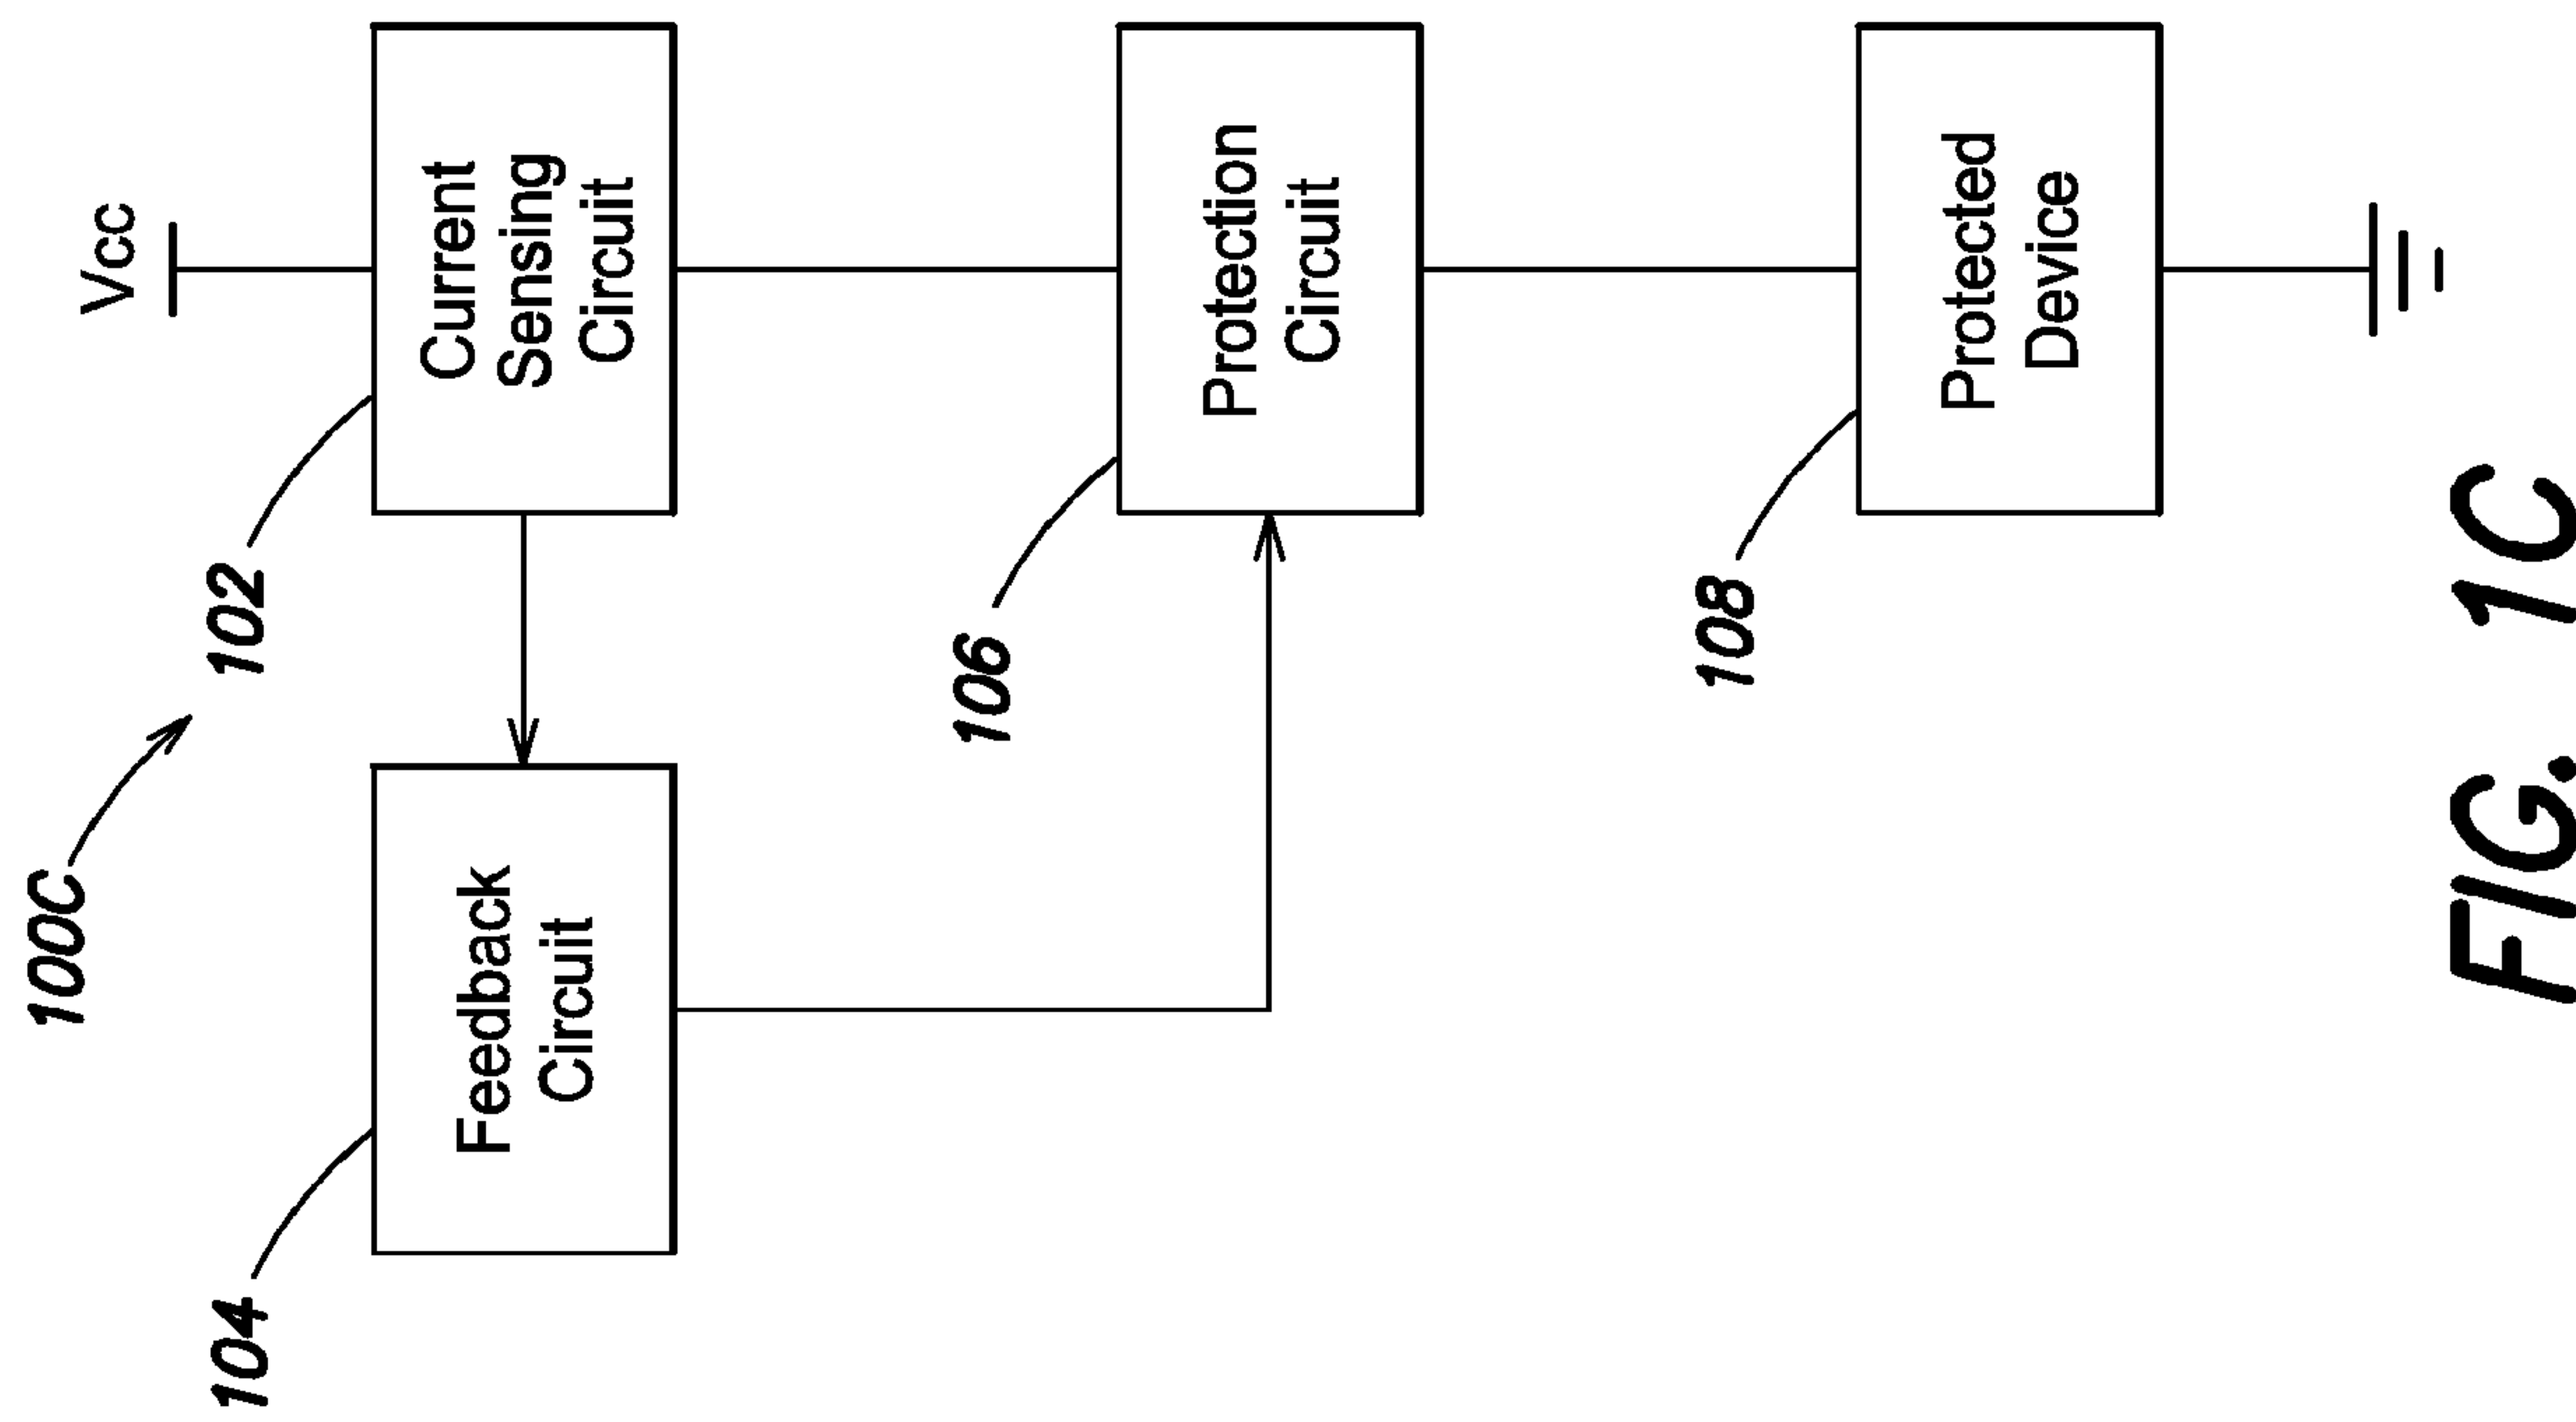 100C
Vcc
102
Current
Sensing
Circuit
104
Feedback
Circuit
106
Protection
Circuit
108
Protected
Device
FIG. 1C